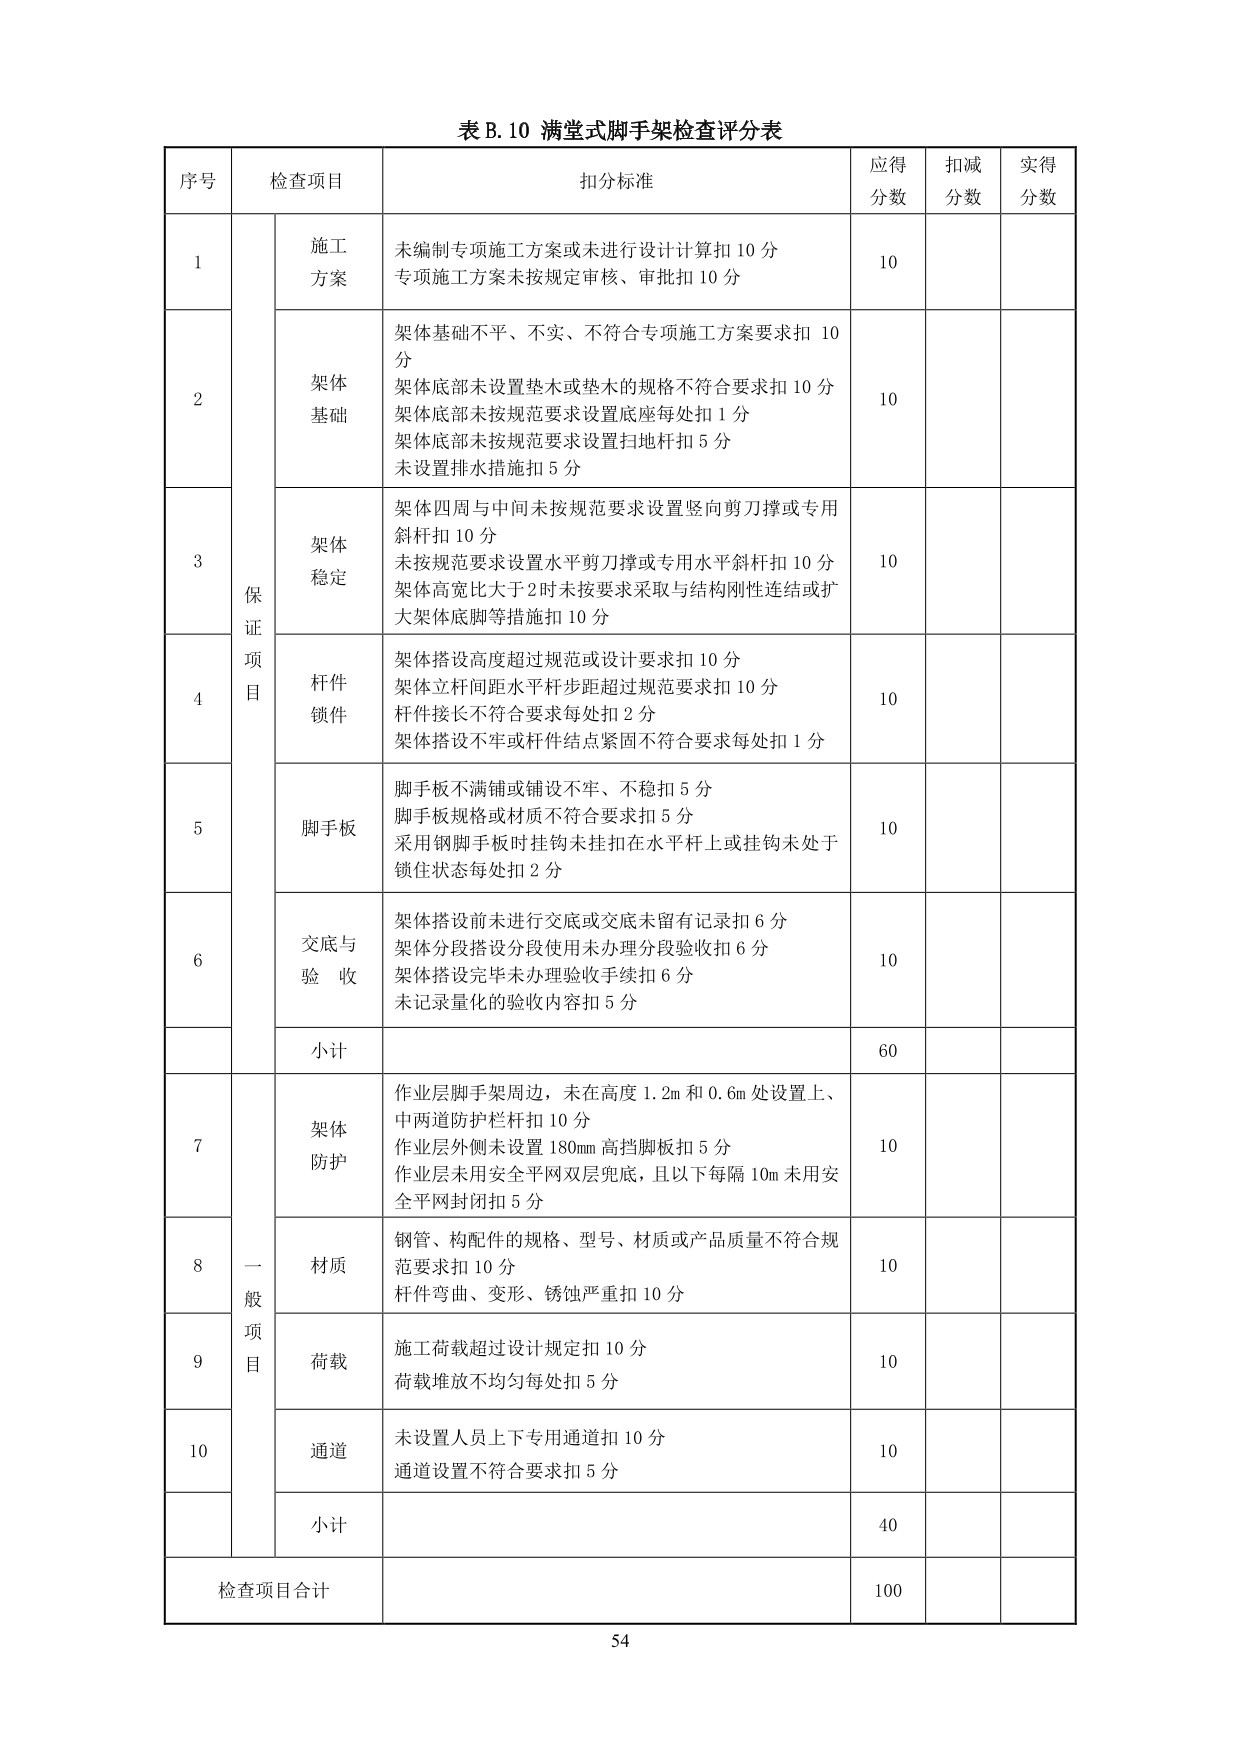 表 B.10 满堂式脚手架检查评分表
序号
检查项目
扣分标准
应得
分数
扣减
分数
实得
分数
1
保
证
项
目
施工
方案
未编制专项施工方案或未进行设计计算扣 10 分
专项施工方案未按规定审核、审批扣 10 分
10
2
架体
基础
架体基础不平、不实、不符合专项施工方案要求扣 10
分
架体底部未设置垫木或垫木的规格不符合要求扣 10 分
架体底部未按规范要求设置底座每处扣 1 分
架体底部未按规范要求设置扫地杆扣 5 分
未设置排水措施扣 5 分
10
3
架体
稳定
架体四周与中间未按规范要求设置竖向剪刀撑或专用
斜杆扣 10 分
未按规范要求设置水平剪刀撑或专用水平斜杆扣 10 分
架体高宽比大于2时未按要求采取与结构刚性连结或扩
大架体底脚等措施扣 10 分
10
4
杆件
锁件
架体搭设高度超过规范或设计要求扣 10 分
架体立杆间距水平杆步距超过规范要求扣 10 分
杆件接长不符合要求每处扣 2 分
架体搭设不牢或杆件结点紧固不符合要求每处扣 1 分
10
5
脚手板
脚手板不满铺或铺设不牢、不稳扣 5 分
脚手板规格或材质不符合要求扣 5 分
采用钢脚手板时挂钩未挂扣在水平杆上或挂钩未处于
锁住状态每处扣 2 分
10
6
交底与
验 收
架体搭设前未进行交底或交底未留有记录扣 6 分
架体分段搭设分段使用未办理分段验收扣 6 分
架体搭设完毕未办理验收手续扣 6 分
未记录量化的验收内容扣 5 分
10
小计
60
7
一
般
项
目
架体
防护
作业层脚手架周边，未在高度 1.2m 和 0.6m 处设置上、
中两道防护栏杆扣 10 分
作业层外侧未设置 180mm 高挡脚板扣 5 分
作业层未用安全平网双层兜底，且以下每隔 10m 未用安
全平网封闭扣 5 分
10
8
材质
钢管、构配件的规格、型号、材质或产品质量不符合规
范要求扣 10 分
杆件弯曲、变形、锈蚀严重扣 10 分
10
9
荷载
施工荷载超过设计规定扣 10 分
荷载堆放不均匀每处扣 5 分
10
10
通道
未设置人员上下专用通道扣 10 分
通道设置不符合要求扣 5 分
10
小计
40
检查项目合计
100
54